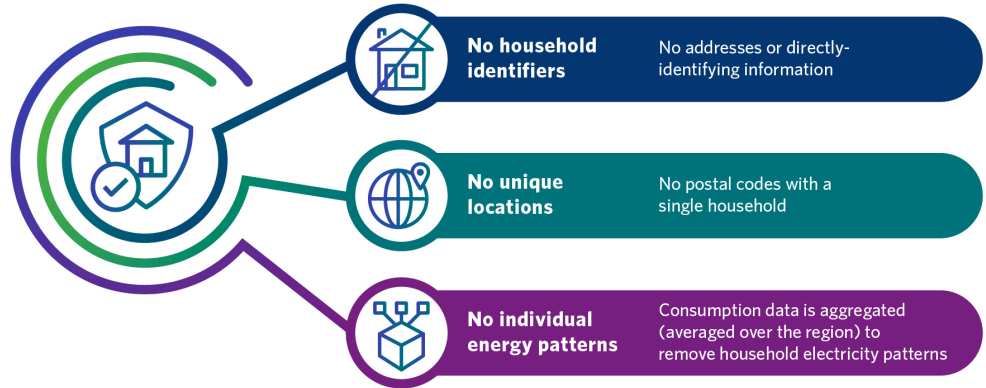 No household
identifiers
No addresses or directly-
identifying information
No unique
locations
No postal codes with a
single household
No individual
energy patterns
Consumption data is aggregated
(averaged over the region) to
remove household electricity patterns